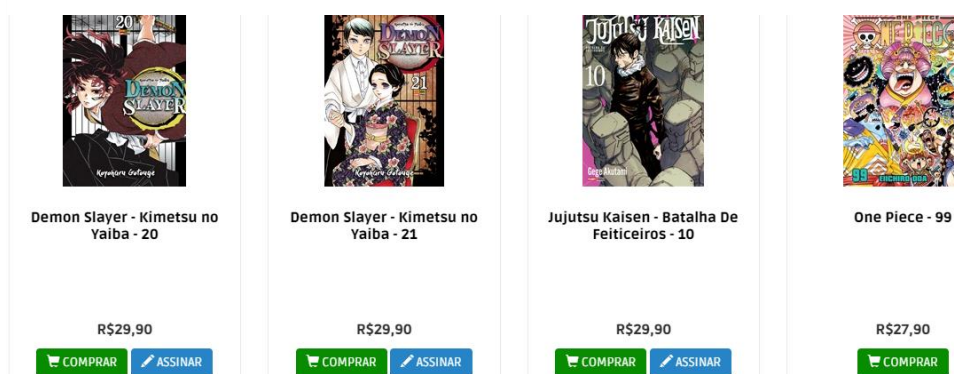 20
DEMON
SLAYER
Koyoharu Gotouge
DEMON
SLAYER
21
Koyoharu Gotouge
JUJUTSU KAISEN
10
Gege Akutami
ONE PIECE
99 EIICHIRO ODA
Demon Slayer - Kimetsu no
Yaiba - 20
Demon Slayer - Kimetsu no
Yaiba - 21
Jujutsu Kaisen - Batalha De
Feiticeiros - 10
One Piece - 99
R$29,90
R$29,90
R$29,90
R$27,90
COMPRAR
ASSINAR
COMPRAR
ASSINAR
COMPRAR
ASSINAR
COMPRAR